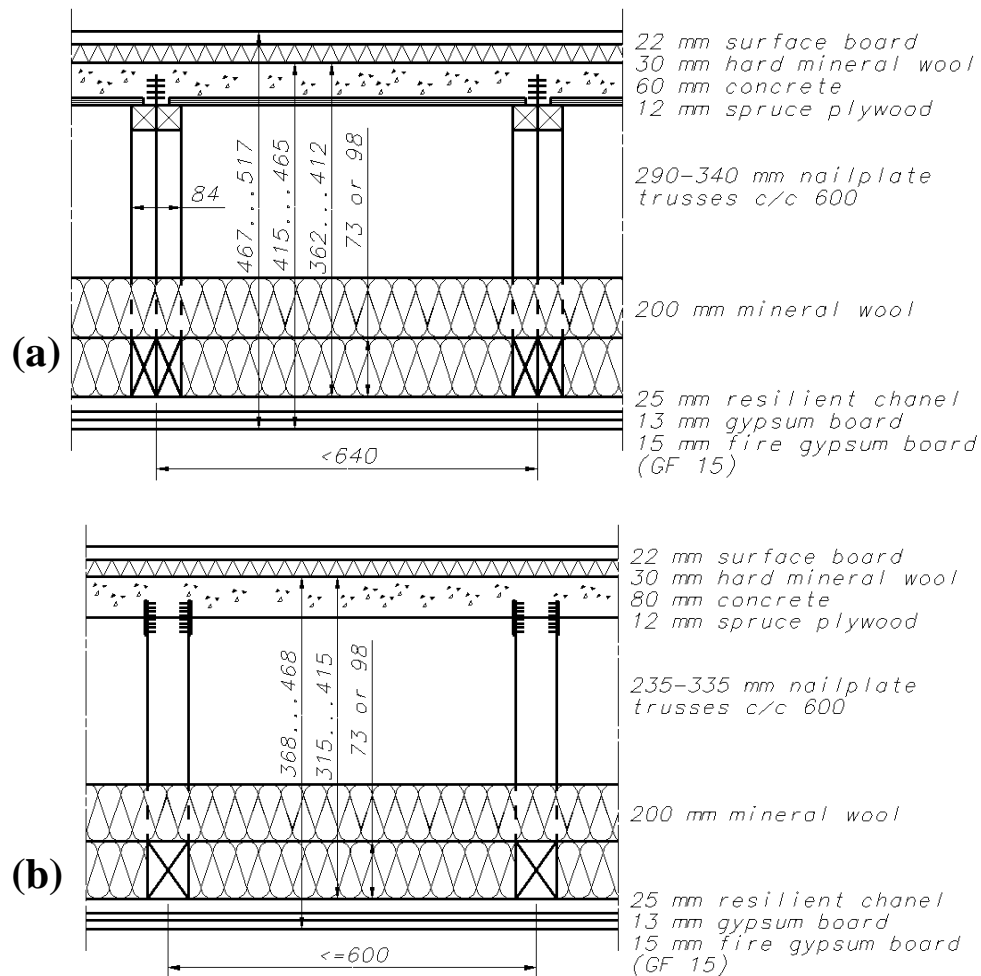 22 mm surface board
30 mm hard mineral wool
60 mm concrete
12 mm spruce plywood
290-340 mm nailplate
trusses c/c 600
84
467...517
415...465
362...412
73 or 98
200 mm mineral wool
(a)
25 mm resilient chanel
13 mm gypsum board
15 mm fire gypsum board
(GF 15)
<640
22 mm surface board
30 mm hard mineral wool
80 mm concrete
12 mm spruce plywood
235-335 mm nailplate
trusses c/c 600
368...468
315...415
73 or 98
200 mm mineral wool
(b)
25 mm resilient chanel
13 mm gypsum board
15 mm fire gypsum board
(GF 15)
<=600